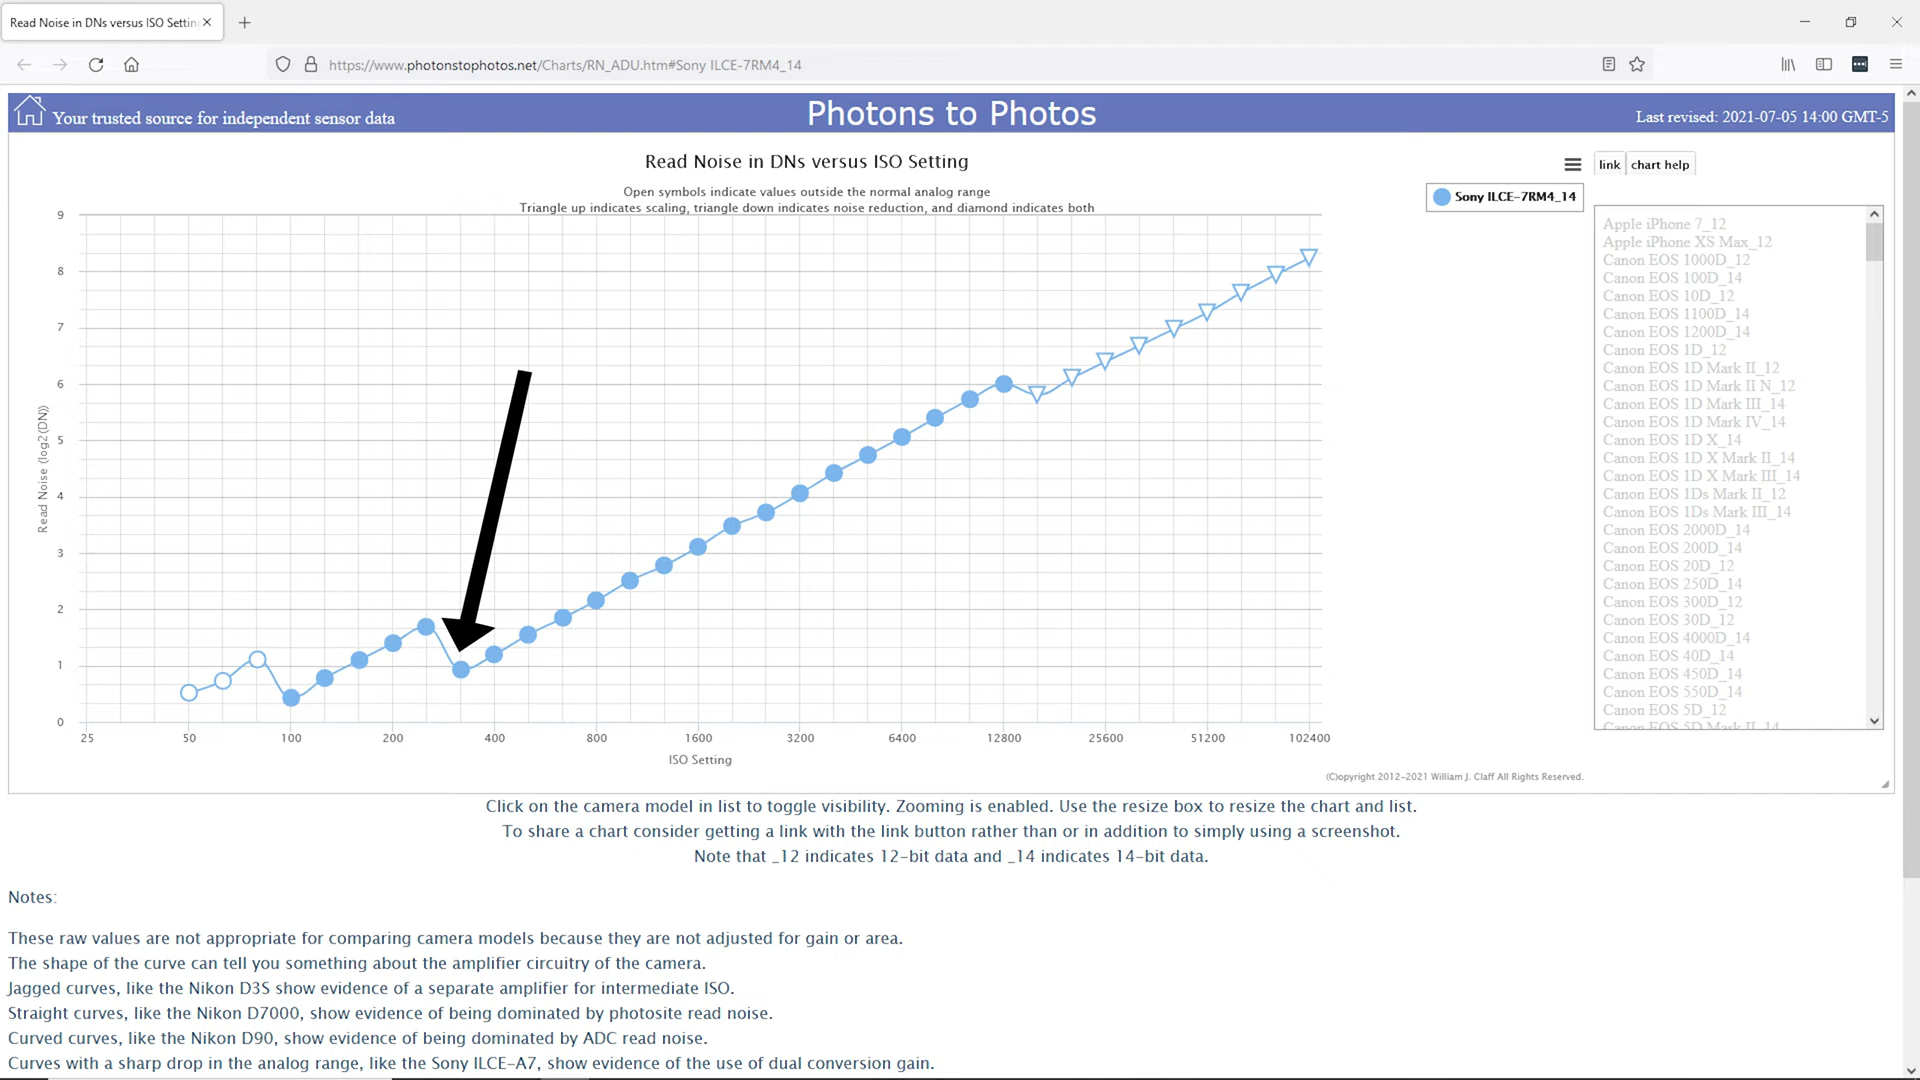 Read Noise in DNs versus ISO Settin
https://www.photonstophotos.net/Charts/RN_ADU.htm#Sony ILCE-7RM4_14
Your trusted source for independent sensor data
Photons to Photos
Last revised: 2021-07-05 14:00 GMT-5
Read Noise in DNs versus ISO Setting
Open symbols indicate values outside the normal analog range
Triangle up indicates scaling, triangle down indicates noise reduction, and diamond indicates both
link
chart help
Sony ILCE-7RM4_14
9
8
7
6
5
4
3
2
1
0
Read Noise (log2(DN))
25
50
100
200
400
800
1600
3200
6400
12800
25600
51200
102400
ISO Setting
Apple iPhone 7_12
Apple iPhone XS Max_12
Canon EOS 1000D_12
Canon EOS 100D_14
Canon EOS 10D_12
Canon EOS 1100D_14
Canon EOS 1200D_14
Canon EOS 1D_12
Canon EOS 1D Mark II_12
Canon EOS 1D Mark II N_12
Canon EOS 1D Mark III_14
Canon EOS 1D Mark IV_14
Canon EOS 1D X_14
Canon EOS 1D X Mark II_14
Canon EOS 1D X Mark III_14
Canon EOS 1Ds Mark II_12
Canon EOS 1Ds Mark III_14
Canon EOS 2000D_14
Canon EOS 200D_14
Canon EOS 20D_12
Canon EOS 250D_14
Canon EOS 300D_12
Canon EOS 30D_12
Canon EOS 4000D_14
Canon EOS 40D_14
Canon EOS 450D_14
Canon EOS 550D_14
Canon EOS 5D_12
Canon EOS 5D Mark II_14
(C)opyright 2012-2021 William J. Claff All Rights Reserved.
Click on the camera model in list to toggle visibility. Zooming is enabled. Use the resize box to resize the chart and list.
To share a chart consider getting a link with the link button rather than or in addition to simply using a screenshot.
Note that _12 indicates 12-bit data and _14 indicates 14-bit data.
Notes:
These raw values are not appropriate for comparing camera models because they are not adjusted for gain or area.
The shape of the curve can tell you something about the amplifier circuitry of the camera.
Jagged curves, like the Nikon D3S show evidence of a separate amplifier for intermediate ISO.
Straight curves, like the Nikon D7000, show evidence of being dominated by photosite read noise.
Curved curves, like the Nikon D90, show evidence of being dominated by ADC read noise.
Curves with a sharp drop in the analog range, like the Sony ILCE-A7, show evidence of the use of dual conversion gain.